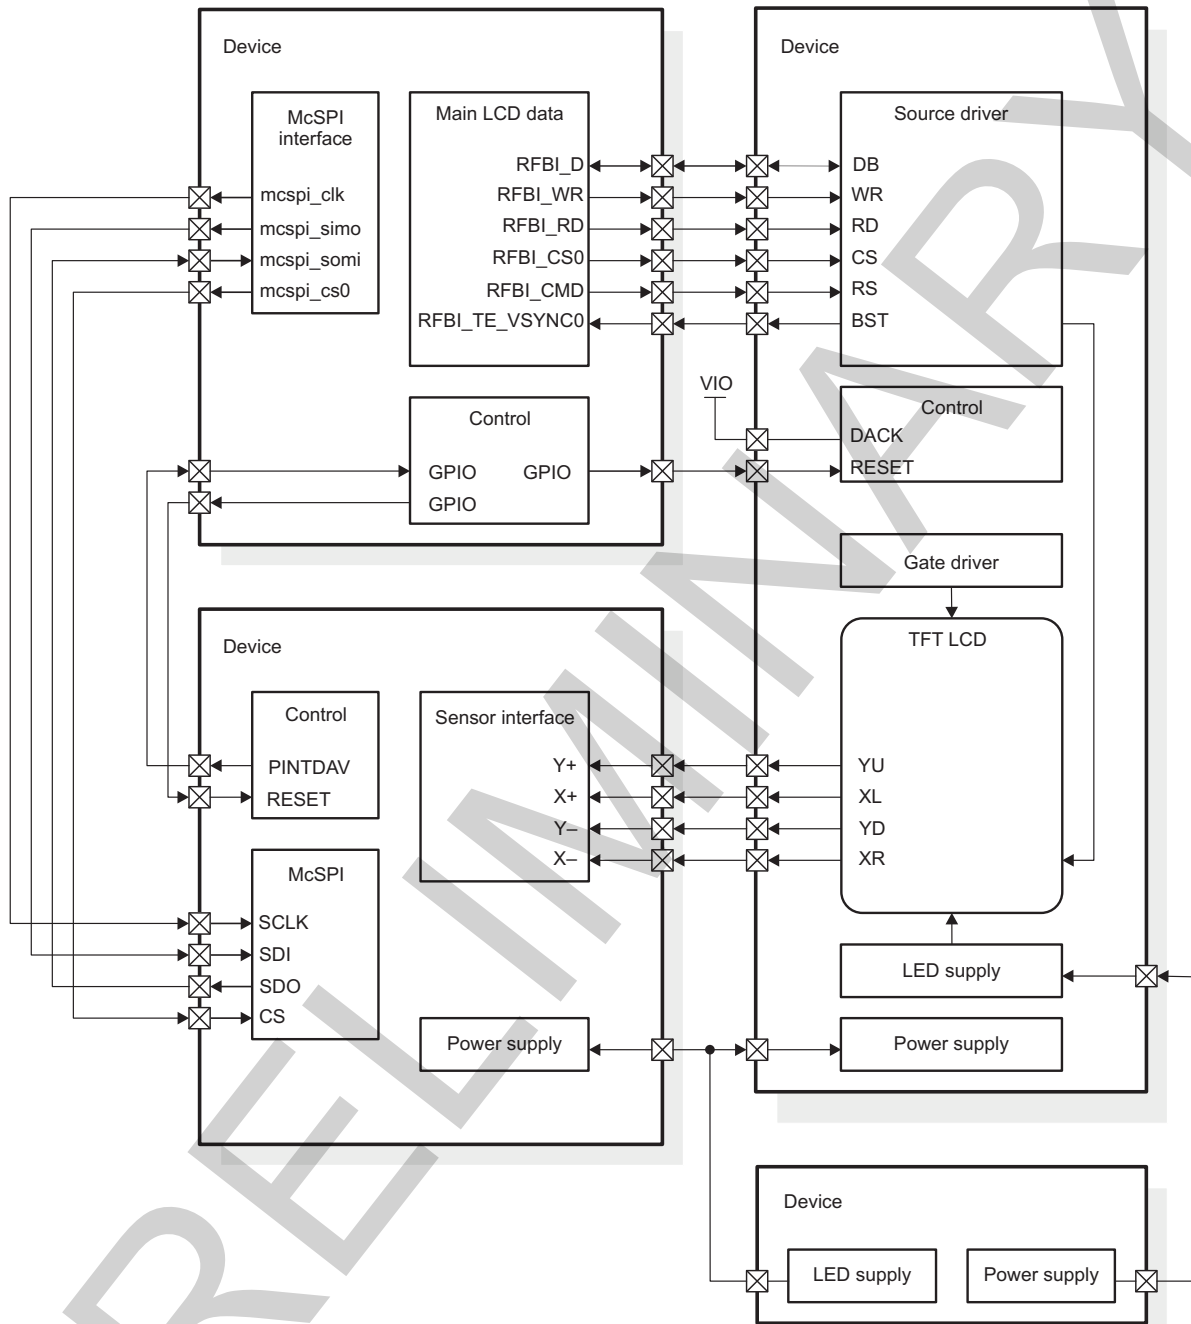 Device
McSPI
interface
mcspi_clk
mcspi_simo
mcspi_somi
mcspi_cs0
Main LCD data
RFBI_D
RFBI_WR
RFBI_RD
RFBI_CS0
RFBI_CMD
RFBI_TE_VSYNC0
Control
GPIO GPIO
GPIO
Device
Source driver
DB
WR
RD
CS
RS
BST
VIO
Control
DACK
RESET
Gate driver
TFT LCD
YU
XL
YD
XR
LED supply
Power supply
Device
Control
PINTDAV
RESET
Sensor interface
Y+
X+
Y–
X–
McSPI
SCLK
SDI
SDO
CS
Power supply
Device
LED supply
Power supply
PRELIMINARY